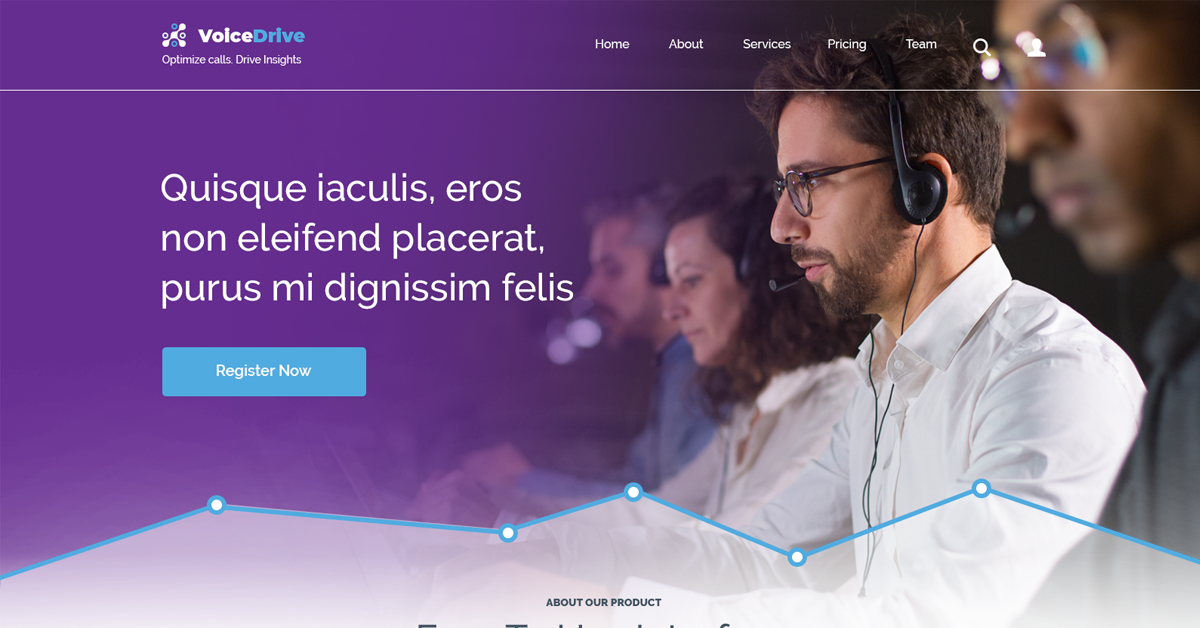 VoiceDrive
Optimize calls. Drive Insights
Home About Services Pricing Team
Quisque iaculis, eros
non eleifend placerat,
purus mi dignissim felis
Register Now
ABOUT OUR PRODUCT